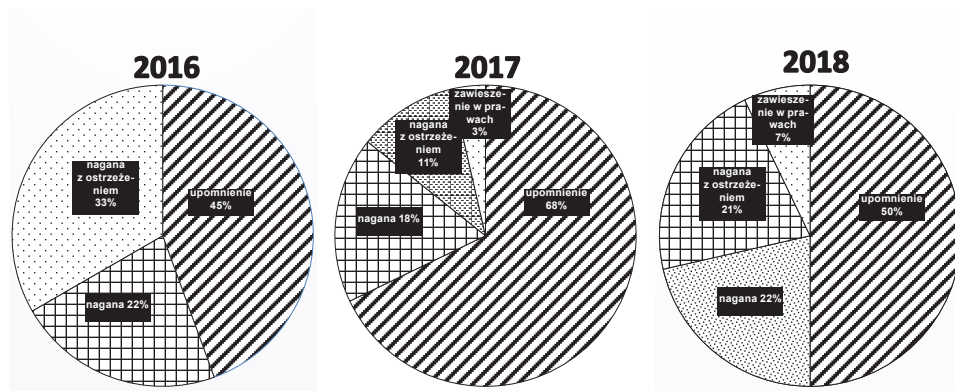 2016
nagana
z ostrzeże-
niem
33%
upomnienie
45%
nagana 22%
2017
zawiesze-
nie w pra-
wach
3%
nagana
z ostrzeże-
niem
11%
nagana 18%
upomnienie
68%
2018
zawiesze-
nie w pra-
wach
7%
nagana
z ostrzeże-
niem
21%
upomnienie
50%
nagana 22%